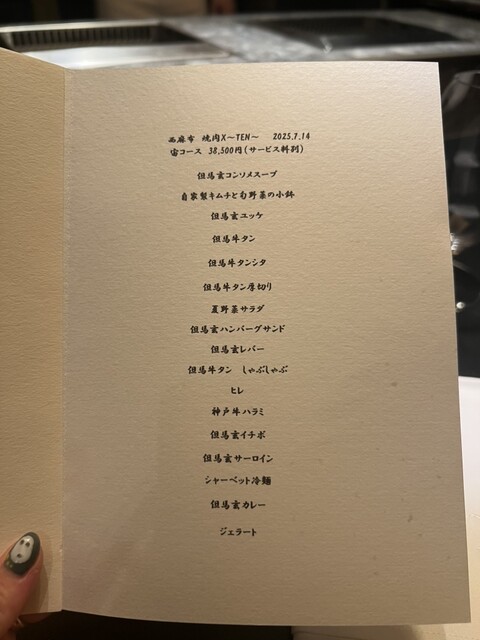 西麻布 焼肉X〜TEN〜 2025.7.14
宙コース 38,500円(サービス料別)
但馬玄コンソメスープ
自家製キムチと旬野菜の小鉢
但馬玄ユッケ
但馬牛タン
但馬牛タンシタ
但馬牛タン厚切り
夏野菜サラダ
但馬玄ハンバーグサンド
但馬玄レバー
但馬牛タン しゃぶしゃぶ
ヒレ
神戸牛ハラミ
但馬玄イチボ
但馬玄サーロイン
シャーベット冷麺
但馬玄カレー
ジェラート